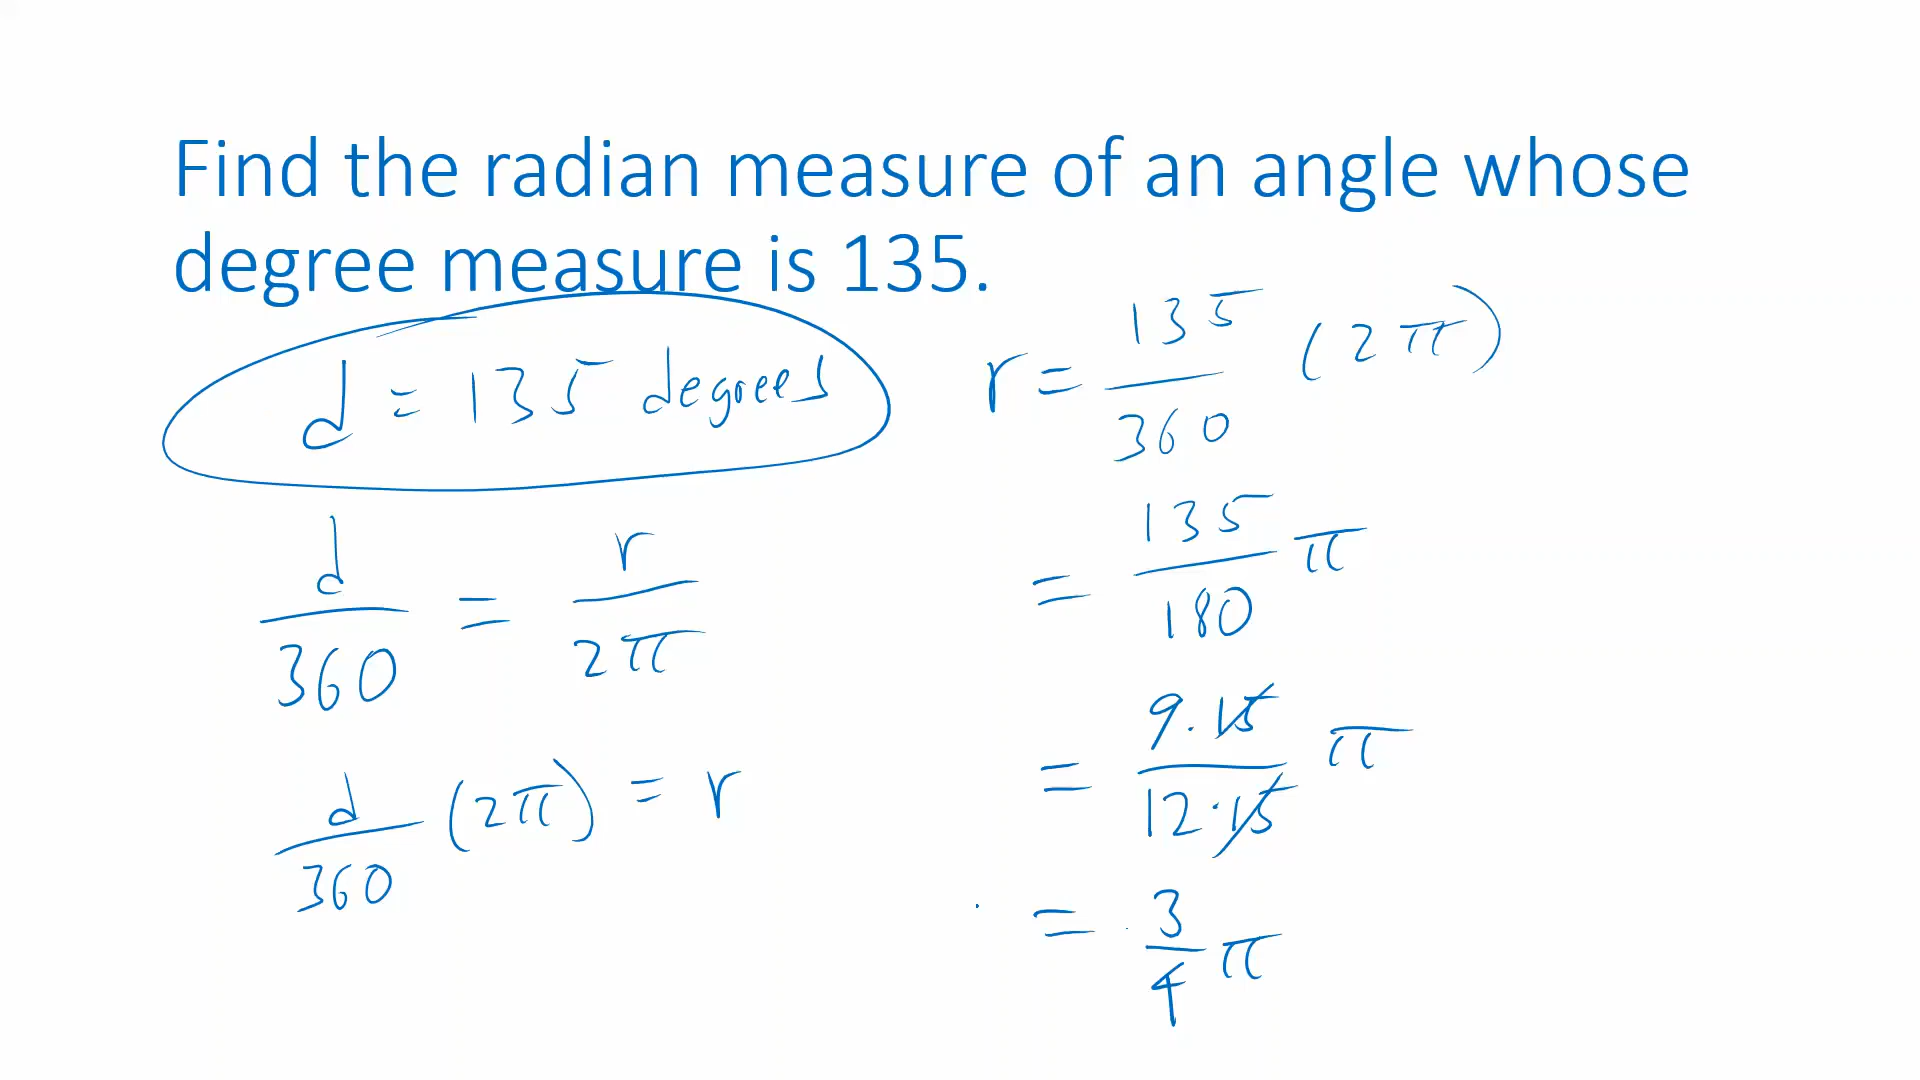 Find the radian measure of an angle whose
degree measure is 135.
d = 135 degrees
d/360 = r/2π
d/360 (2π) = r
r = 135/360 (2π)
= 135/180 π
= 9·15/12·15 π
= 3/4 π